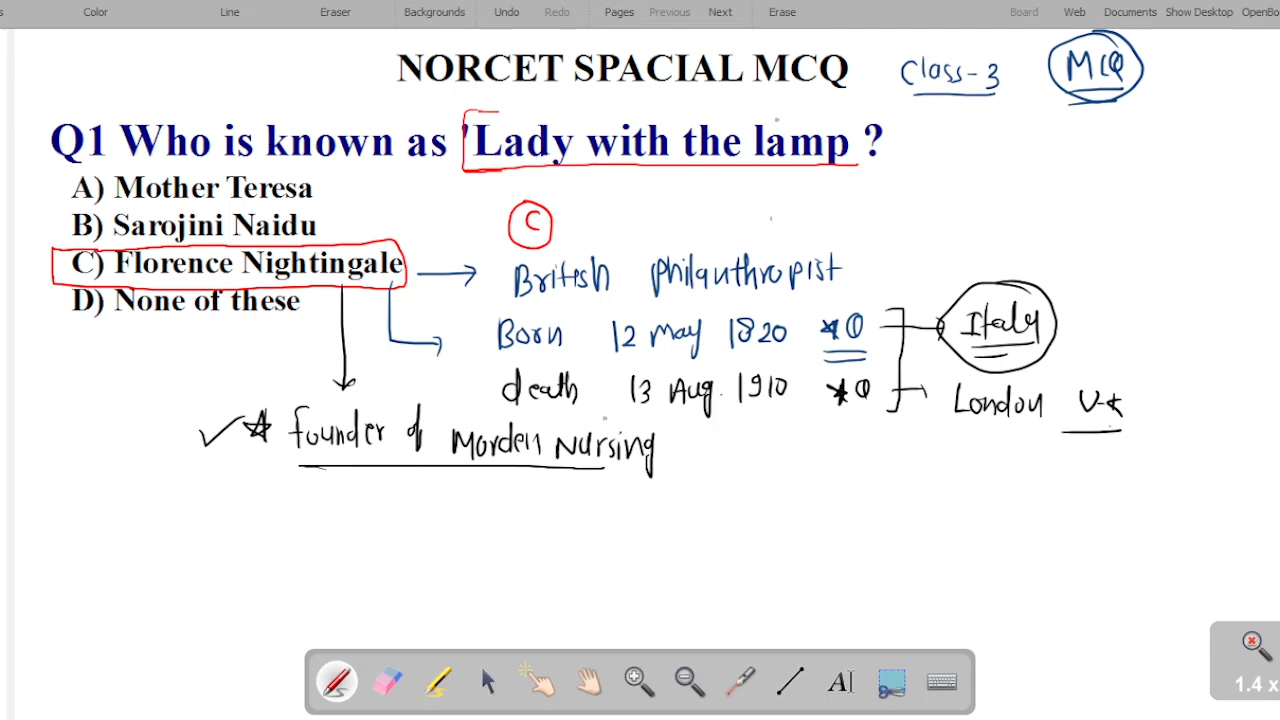 s Color Line Eraser Backgrounds Undo Redo Pages Previous Next Erase Board Web Documents Show Desktop OpenBo
NORCET SPACIAL MCQ Class-3 MCQ
Q1 Who is known as 'Lady with the lamp ?
A) Mother Teresa
B) Sarojini Naidu
C
C) Florence Nightingale
British philanthropist
D) None of these
Born 12 May 1820 Italy
death 13 Aug. 1910 London U.K
founder of Morden Nursing
A
1.4 x